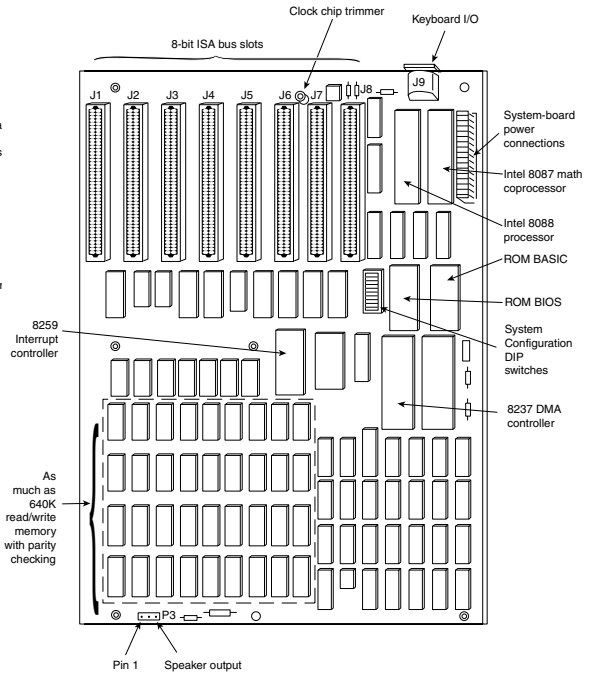 Clock chip trimmer
Keyboard I/O
8-bit ISA bus slots
J1 J2 J3 J4 J5 J6 J7 J8 J9
System-board
power
connections
Intel 8087 math
coprocessor
Intel 8088
processor
ROM BASIC
ROM BIOS
System
Configuration
DIP
switches
8259
Interrupt
controller
8237 DMA
controller
As
much as
640K
read/write
memory
with parity
checking
P3
Pin 1
Speaker output